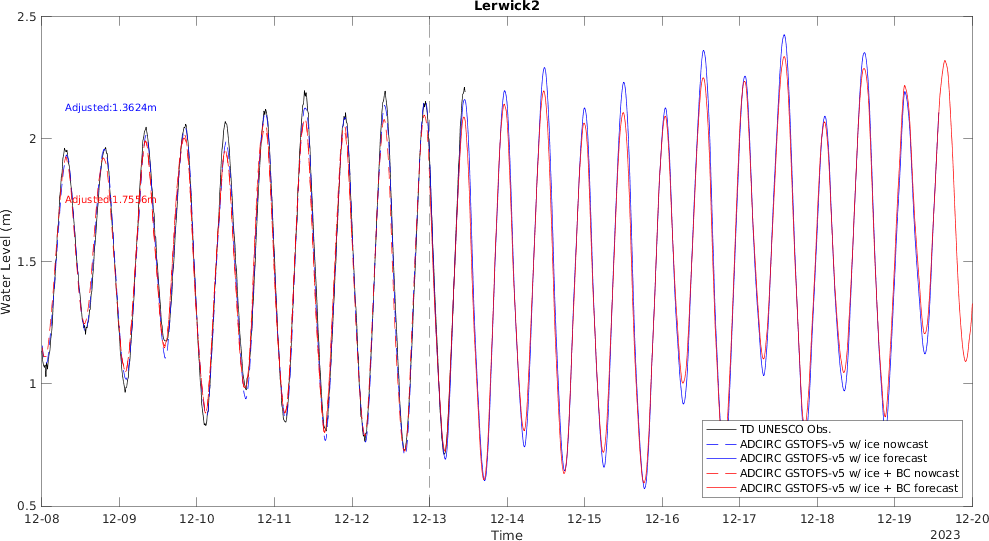 Lerwick2
2.5
2
1.5
1
0.5
Water Level (m)
Adjusted:1.3624m
Adjusted:1.7556m
TD UNESCO Obs.
ADCIRC GSTOFS-v5 w/ ice nowcast
ADCIRC GSTOFS-v5 w/ ice forecast
ADCIRC GSTOFS-v5 w/ ice + BC nowcast
ADCIRC GSTOFS-v5 w/ ice + BC forecast
12-08 12-09 12-10 12-11 12-12 12-13 12-14 12-15 12-16 12-17 12-18 12-19 12-20
Time
2023